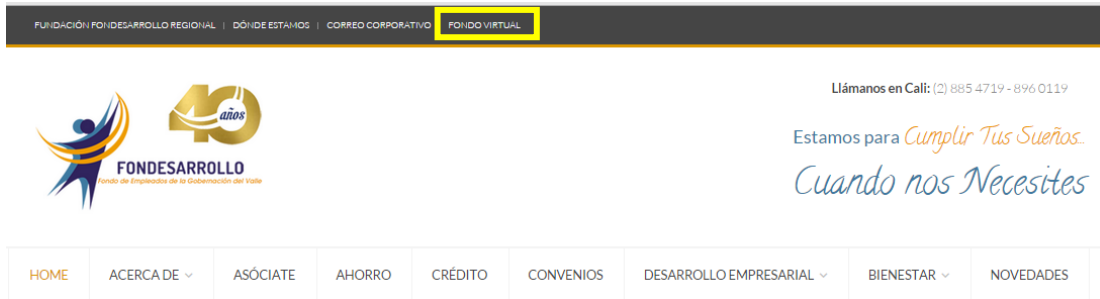 FUNDACIÓN FONDESARROLLO REGIONAL | DÓNDE ESTAMOS | CORREO CORPORATIVO FONDO VIRTUAL
Llámanos en Cali: (2) 885 4719 - 896 0119
40 años
Estamos para Cumplir Tus Sueños...
Cuando nos Necesites
FONDESARROLLO
Fondo de Empleados de la Gobernación del Valle
HOME ACERCA DE ASÓCIATE AHORRO CRÉDITO CONVENIOS DESARROLLO EMPRESARIAL BIENESTAR NOVEDADES